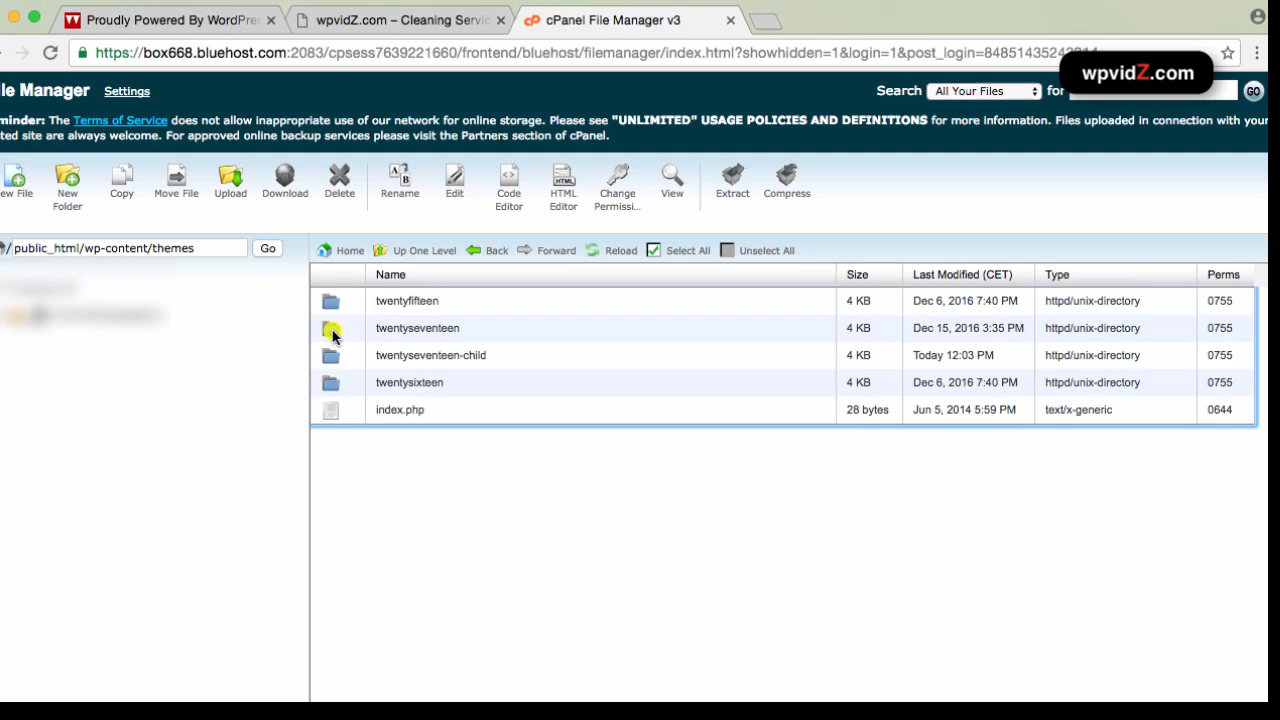 Proudly Powered By WordPre
wpvidZ.com – Cleaning Servic
cPanel File Manager v3
https://box668.bluehost.com:2083/cpsess7639221660/frontend/bluehost/filemanager/index.html?showhidden=1&login=1&post_login=84851435243
wpvidZ.com
le Manager Settings
Search All Your Files for GO
minder: The Terms of Service does not allow inappropriate use of our network for online storage. Please see "UNLIMITED" USAGE POLICIES AND DEFINITIONS for more information. Files uploaded in connection with your
ted site are always welcome. For approved online backup services please visit the Partners section of cPanel.
ew File
New Folder
Copy
Move File
Upload
Download
Delete
Rename
Edit
Code Editor
HTML Editor
Change Permissi...
View
Extract
Compress
/ public_html/wp-content/themes Go
Home Up One Level Back Forward Reload Select All Unselect All
Name Size Last Modified (CET) Type Perms
twentyfifteen 4 KB Dec 6, 2016 7:40 PM httpd/unix-directory 0755
twentyseventeen 4 KB Dec 15, 2016 3:35 PM httpd/unix-directory 0755
twentyseventeen-child 4 KB Today 12:03 PM httpd/unix-directory 0755
twentysixteen 4 KB Dec 6, 2016 7:40 PM httpd/unix-directory 0755
index.php 28 bytes Jun 5, 2014 5:59 PM text/x-generic 0644